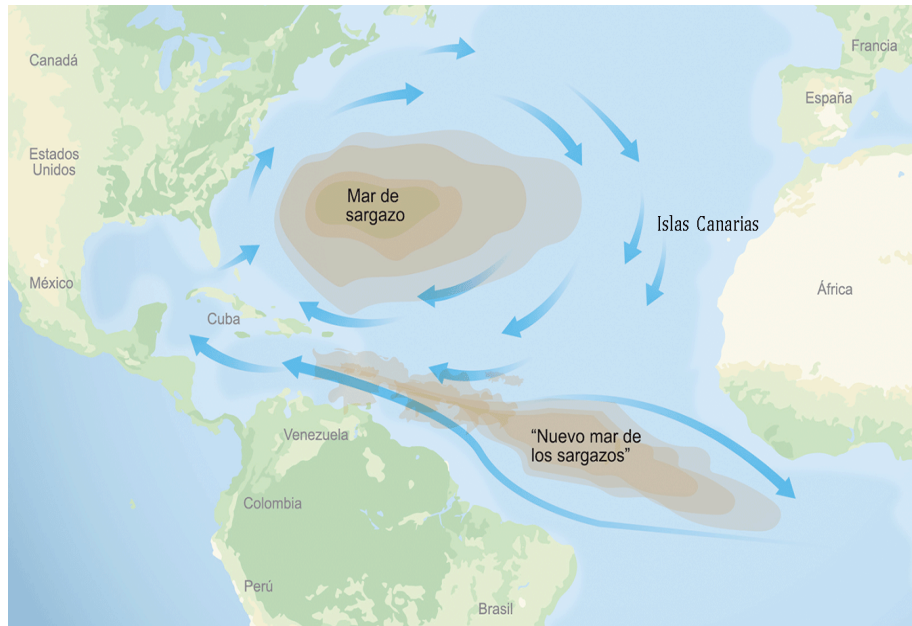 Canadá
Francia
España
Estados
Unidos
Mar de
sargazo
Islas Canarias
México
África
Cuba
Venezuela
“Nuevo mar de
los sargazos”
Colombia
Perú
Brasil